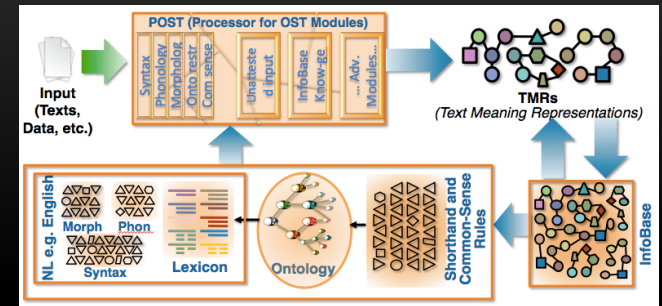 POST (Processor for OST Modules)
Syntax
Phonology
Morpholog
Onto restr
Com sense
Unatteste
d input
InfoBase
Know-ge
... Adv.
Modules...
Input
(Texts,
Data, etc.)
TMRs
(Text Meaning Representations)
NL e.g. English
Morph
Phon
Syntax
Lexicon
Ontology
Shorthand and
Common-Sense
Rules
InfoBase